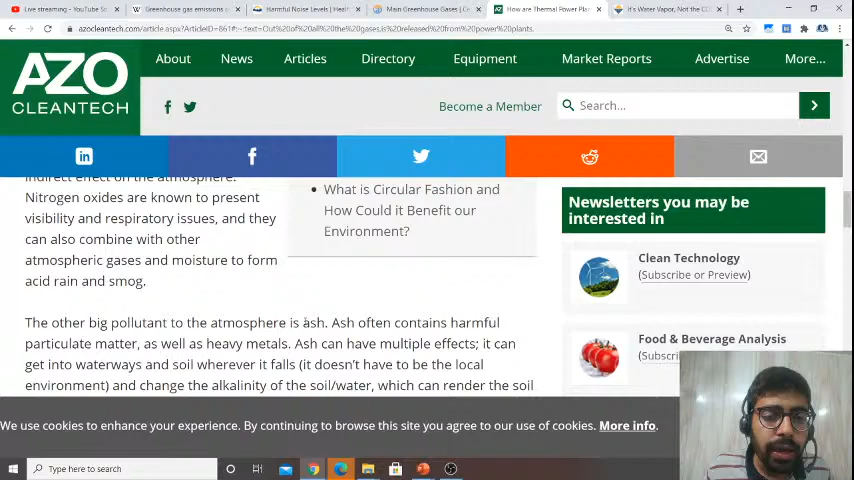 Live streaming - YouTube St
Greenhouse gas emissions b
Harmful Noise Levels | Healt
Main Greenhouse Gases | Ce
How are Thermal Power Plan
It's Water Vapor, Not the CO
azocleantech.com/article.aspx?ArticleID=861#:~:text=Out%20of%20all%20the%20gases,is%20released%20from%20power%20plants.
AZO
CLEANTECH
About News Articles Directory Equipment Market Reports Advertise More...
Become a Member
Search...
indirect effect on the atmosphere.
Nitrogen oxides are known to present
visibility and respiratory issues, and they
can also combine with other
atmospheric gases and moisture to form
acid rain and smog.
What is Circular Fashion and
How Could it Benefit our
Environment?
The other big pollutant to the atmosphere is ash. Ash often contains harmful
particulate matter, as well as heavy metals. Ash can have multiple effects; it can
get into waterways and soil wherever it falls (it doesn't have to be the local
environment) and change the alkalinity of the soil/water, which can render the soil
Newsletters you may be
interested in
Clean Technology
(Subscribe or Preview)
Food & Beverage Analysis
(Subscri
We use cookies to enhance your experience. By continuing to browse this site you agree to our use of cookies. More info.
Type here to search